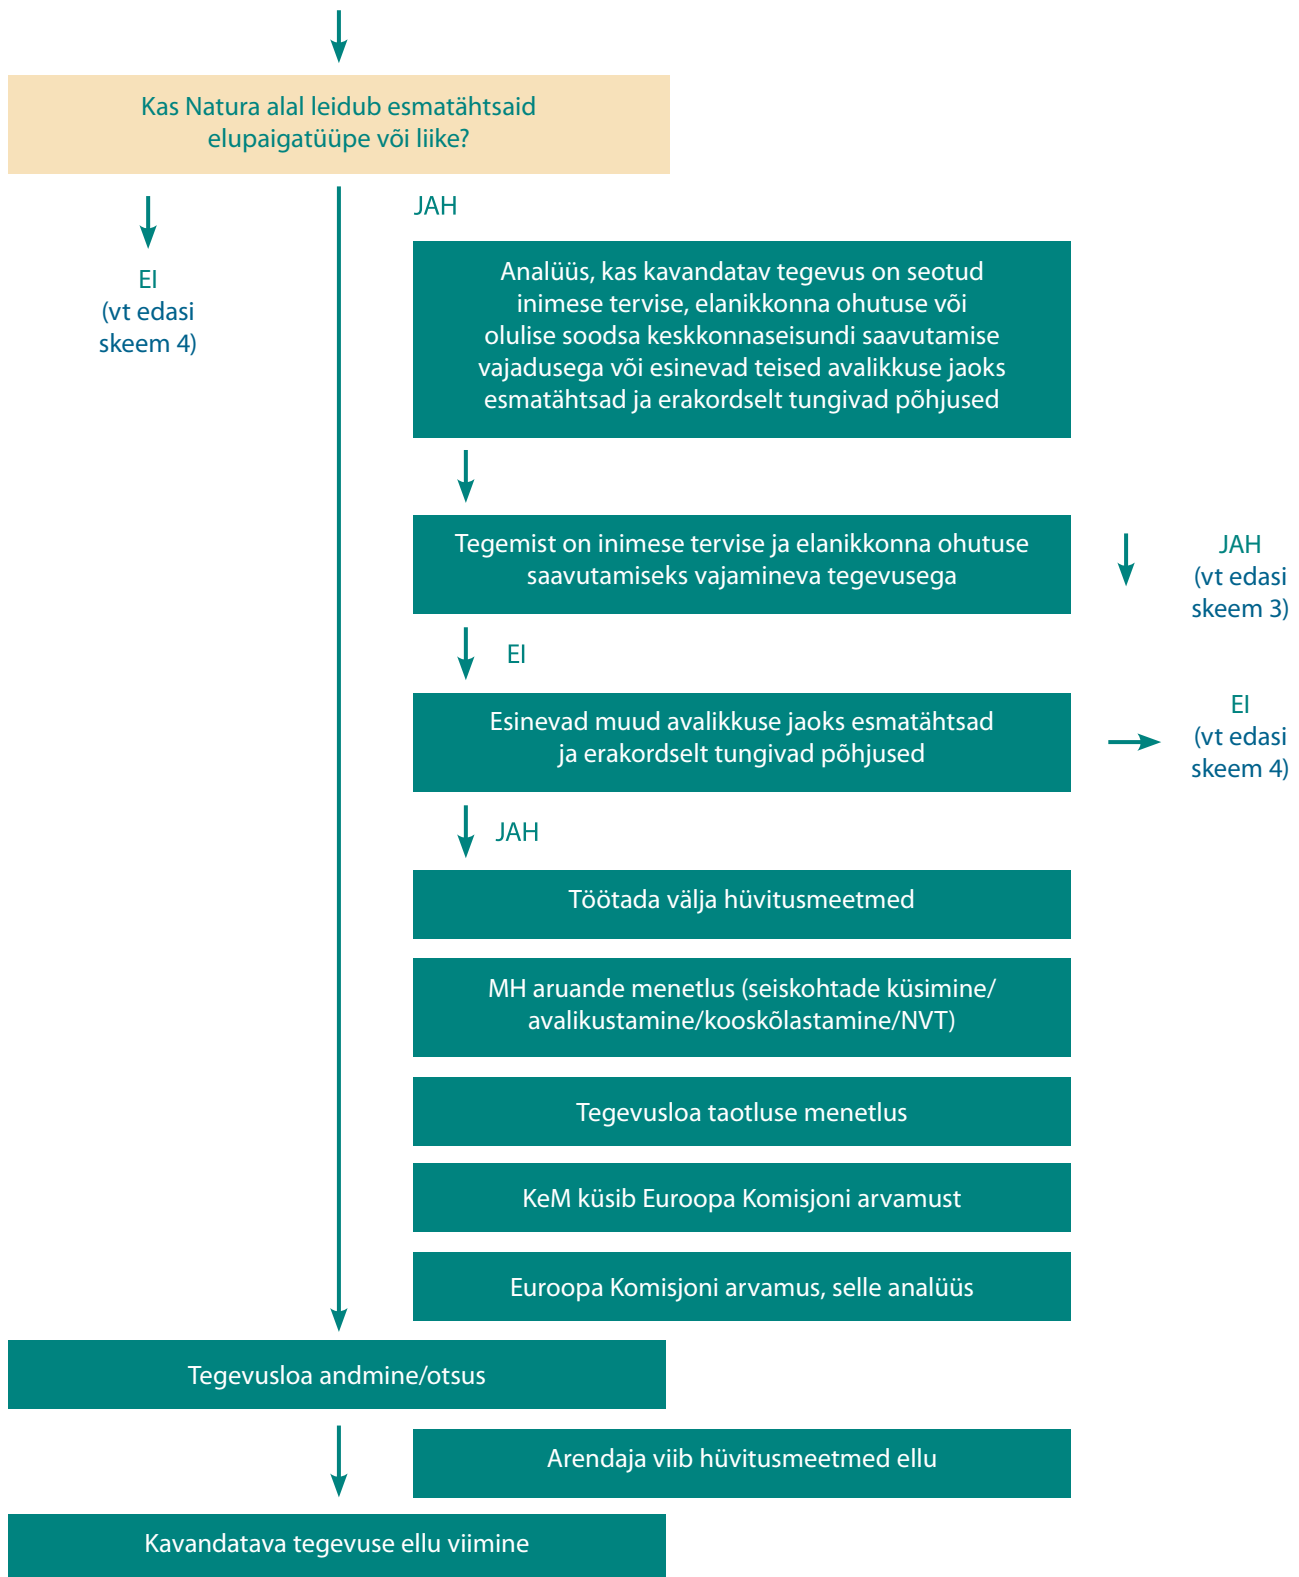 Kas Natura alal leidub esmatähtsaid
elupaigatüüpe või liike?
EI
(vt edasi
skeem 4)
JAH
Analüüs, kas kavandatav tegevus on seotud
inimese tervise, elanikkonna ohutuse või
olulise soodsa keskkonnaseisundi saavutamise
vajadusega või esinevad teised avalikkuse jaoks
esmatähtsad ja erakordselt tungivad põhjused
Tegemist on inimese tervise ja elanikkonna ohutuse
saavutamiseks vajamineva tegevusega
JAH
(vt edasi
skeem 3)
EI
Esinevad muud avalikkuse jaoks esmatähtsad
ja erakordselt tungivad põhjused
EI
(vt edasi
skeem 4)
JAH
Töötada välja hüvitusmeetmed
MH aruande menetlus (seiskohtade küsimine/
avalikustamine/kooskõlastamine/NVT)
Tegevusloa taotluse menetlus
KeM küsib Euroopa Komisjoni arvamust
Euroopa Komisjoni arvamus, selle analüüs
Tegevusloa andmine/otsus
Arendaja viib hüvitusmeetmed ellu
Kavandatava tegevuse ellu viimine